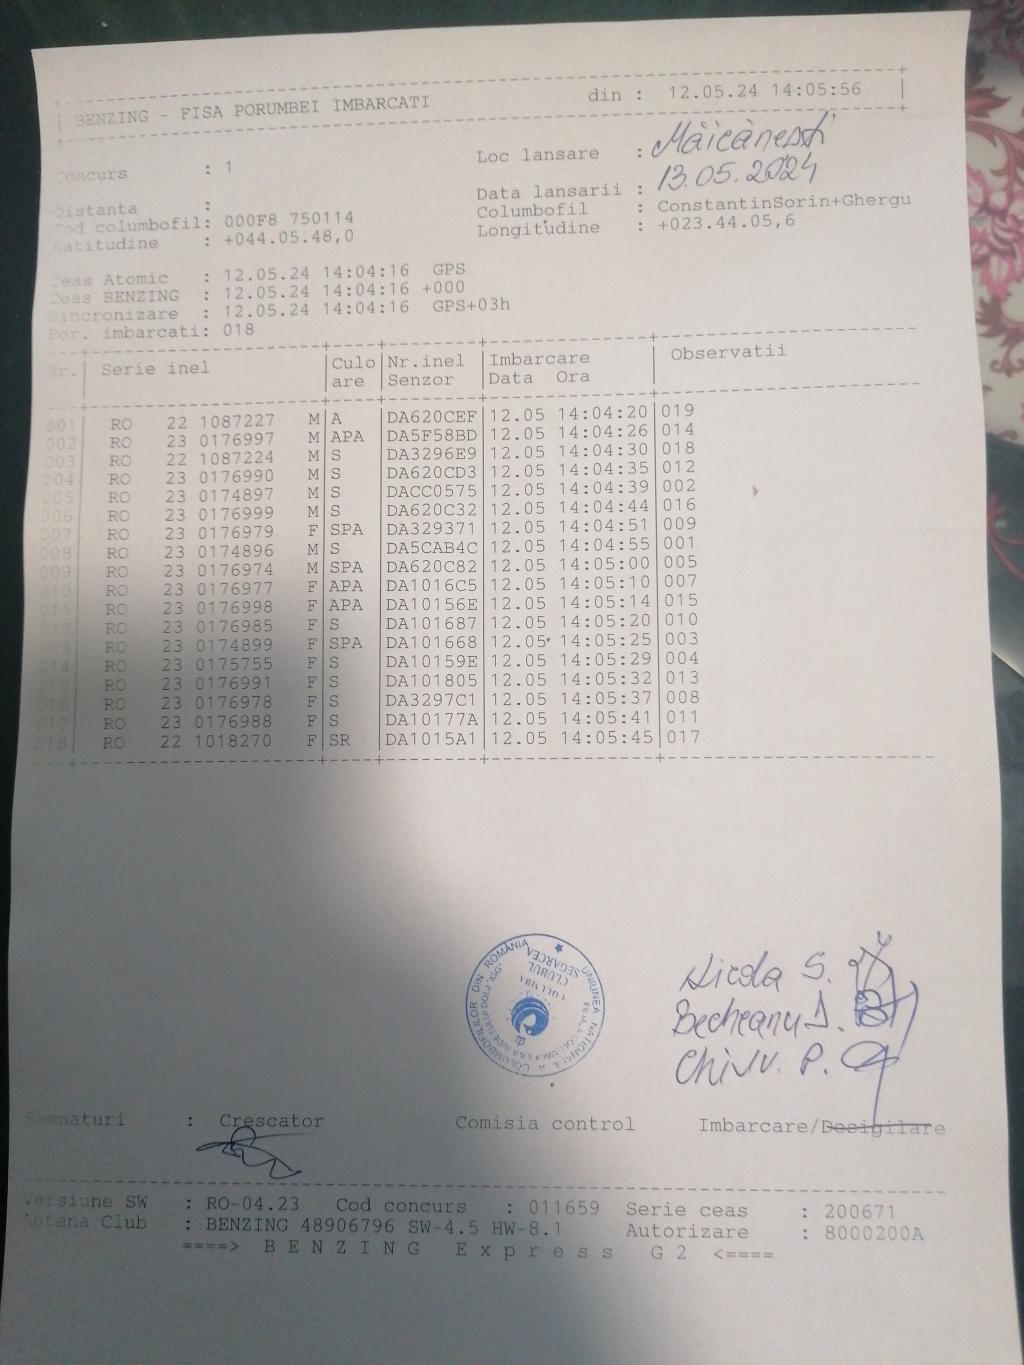 BENZING - FISA PORUMBEI IMBARCATI din : 12.05.24 14:05:56
Concurs : 1 Loc lansare : Măicănești
Data lansarii : 13.05.2024
Distanta : Columbofil : ConstantinSorin+Ghergu
Cod columbofil: 000F8 750114 Longitudine : +023.44.05,6
Latitudine : +044.05.48,0
Ceas Atomic : 12.05.24 14:04:16 GPS
Ceas BENZING : 12.05.24 14:04:16 +000
Sincronizare : 12.05.24 14:04:16 GPS+03h
Por. imbarcati: 018
Nr. Serie inel Culo Nr.inel Imbarcare Observatii
are Senzor Data Ora
001 RO 22 1087227 M A DA620CEF 12.05 14:04:20 019
002 RO 23 0176997 M APA DA5F58BD 12.05 14:04:26 014
003 RO 22 1087224 M S DA3296E9 12.05 14:04:30 018
004 RO 23 0176990 M S DA620CD3 12.05 14:04:35 012
005 RO 23 0174897 M S DACC0575 12.05 14:04:39 002
006 RO 23 0176999 M S DA620C32 12.05 14:04:44 016
007 RO 23 0176979 F SPA DA329371 12.05 14:04:51 009
008 RO 23 0174896 M S DA5CAB4C 12.05 14:04:55 001
009 RO 23 0176974 M SPA DA620C82 12.05 14:05:00 005
010 RO 23 0176977 F APA DA1016C5 12.05 14:05:10 007
011 RO 23 0176998 F APA DA10156E 12.05 14:05:14 015
012 RO 23 0176985 F S DA101687 12.05 14:05:20 010
013 RO 23 0174899 F SPA DA101668 12.05 14:05:25 003
014 RO 23 0175755 F S DA10159E 12.05 14:05:29 004
015 RO 23 0176991 F S DA101805 12.05 14:05:32 013
016 RO 23 0176978 F S DA3297C1 12.05 14:05:37 008
017 RO 23 0176988 F S DA10177A 12.05 14:05:41 011
018 RO 22 1018270 F SR DA1015A1 12.05 14:05:45 017
UNIUNEA NATIONALA A COLUMBOFILILOR DIN ROMÂNIA
CLUBUL
SEGARCEA
Nicola S.
Becheanu I.
Chivu. P.
Semnaturi : Crescator Comisia control Imbarcare/Desigilare
Versiune SW : RO-04.23 Cod concurs : 011659 Serie ceas : 200671
Antena Club : BENZING 48906796 SW-4.5 HW-8.1 Autorizare : 8000200A
====> BENZING Express G2 <====